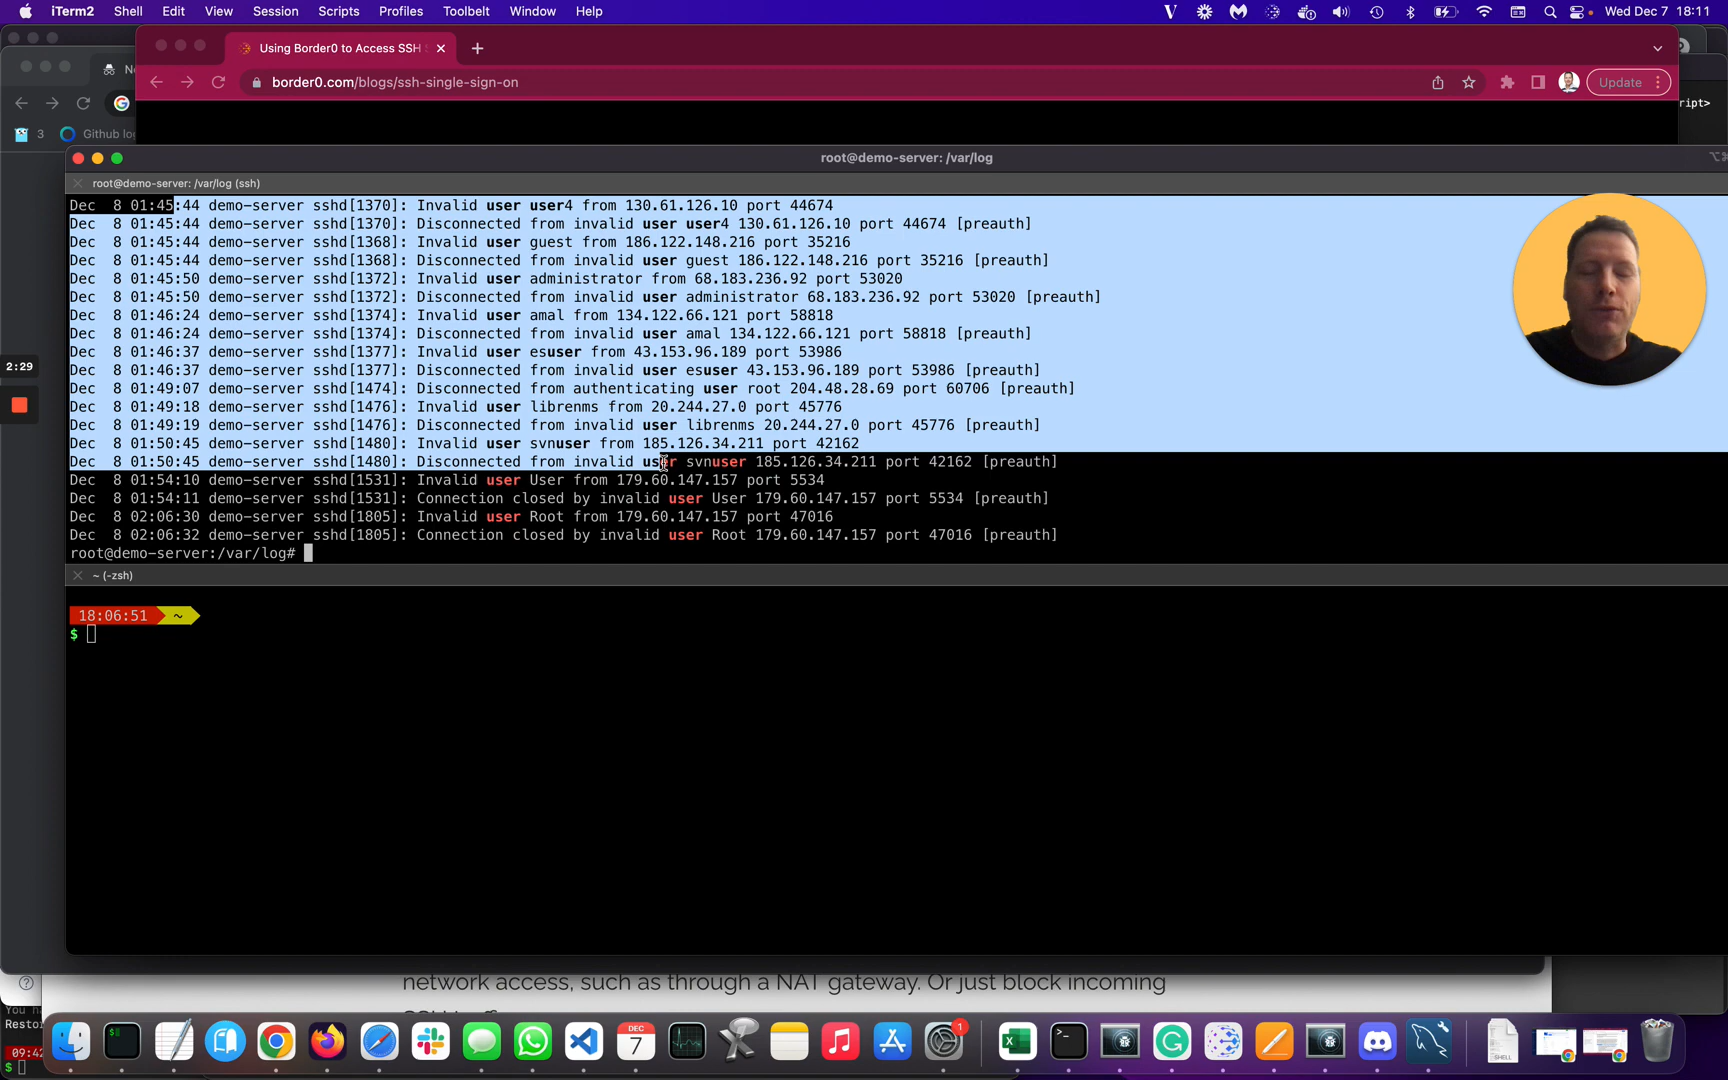 iTerm2 Shell Edit View Session Scripts Profiles Toolbelt Window Help Wed Dec 7 18:11
Using Border0 to Access SSH
border0.com/blogs/ssh-single-sign-on Update
3 Github
ript>
root@demo-server: /var/log
root@demo-server: /var/log (ssh)
Dec  8 01:45:44 demo-server sshd[1370]: Invalid user user4 from 130.61.126.10 port 44674
Dec  8 01:45:44 demo-server sshd[1370]: Disconnected from invalid user user4 130.61.126.10 port 44674 [preauth]
Dec  8 01:45:44 demo-server sshd[1368]: Invalid user guest from 186.122.148.216 port 35216
Dec  8 01:45:44 demo-server sshd[1368]: Disconnected from invalid user guest 186.122.148.216 port 35216 [preauth]
Dec  8 01:45:50 demo-server sshd[1372]: Invalid user administrator from 68.183.236.92 port 53020
Dec  8 01:45:50 demo-server sshd[1372]: Disconnected from invalid user administrator 68.183.236.92 port 53020 [preauth]
Dec  8 01:46:24 demo-server sshd[1374]: Invalid user amal from 134.122.66.121 port 58818
Dec  8 01:46:24 demo-server sshd[1374]: Disconnected from invalid user amal 134.122.66.121 port 58818 [preauth]
Dec  8 01:46:37 demo-server sshd[1377]: Invalid user esuser from 43.153.96.189 port 53986
Dec  8 01:46:37 demo-server sshd[1377]: Disconnected from invalid user esuser 43.153.96.189 port 53986 [preauth]
Dec  8 01:49:07 demo-server sshd[1474]: Disconnected from authenticating user root 204.48.28.69 port 60706 [preauth]
Dec  8 01:49:18 demo-server sshd[1476]: Invalid user librenms from 20.244.27.0 port 45776
Dec  8 01:49:19 demo-server sshd[1476]: Disconnected from invalid user librenms 20.244.27.0 port 45776 [preauth]
Dec  8 01:50:45 demo-server sshd[1480]: Invalid user svnuser from 185.126.34.211 port 42162
Dec  8 01:50:45 demo-server sshd[1480]: Disconnected from invalid user svnuser 185.126.34.211 port 42162 [preauth]
Dec  8 01:54:10 demo-server sshd[1531]: Invalid user User from 179.60.147.157 port 5534
Dec  8 01:54:11 demo-server sshd[1531]: Connection closed by invalid user User 179.60.147.157 port 5534 [preauth]
Dec  8 02:06:30 demo-server sshd[1805]: Invalid user Root from 179.60.147.157 port 47016
Dec  8 02:06:32 demo-server sshd[1805]: Connection closed by invalid user Root 179.60.147.157 port 47016 [preauth]
root@demo-server:/var/log#
2:29
~ (-zsh)
18:06:51 ~
$
network access, such as through a NAT gateway. Or just block incoming
09:42
$
DEC
7
1
SHELL